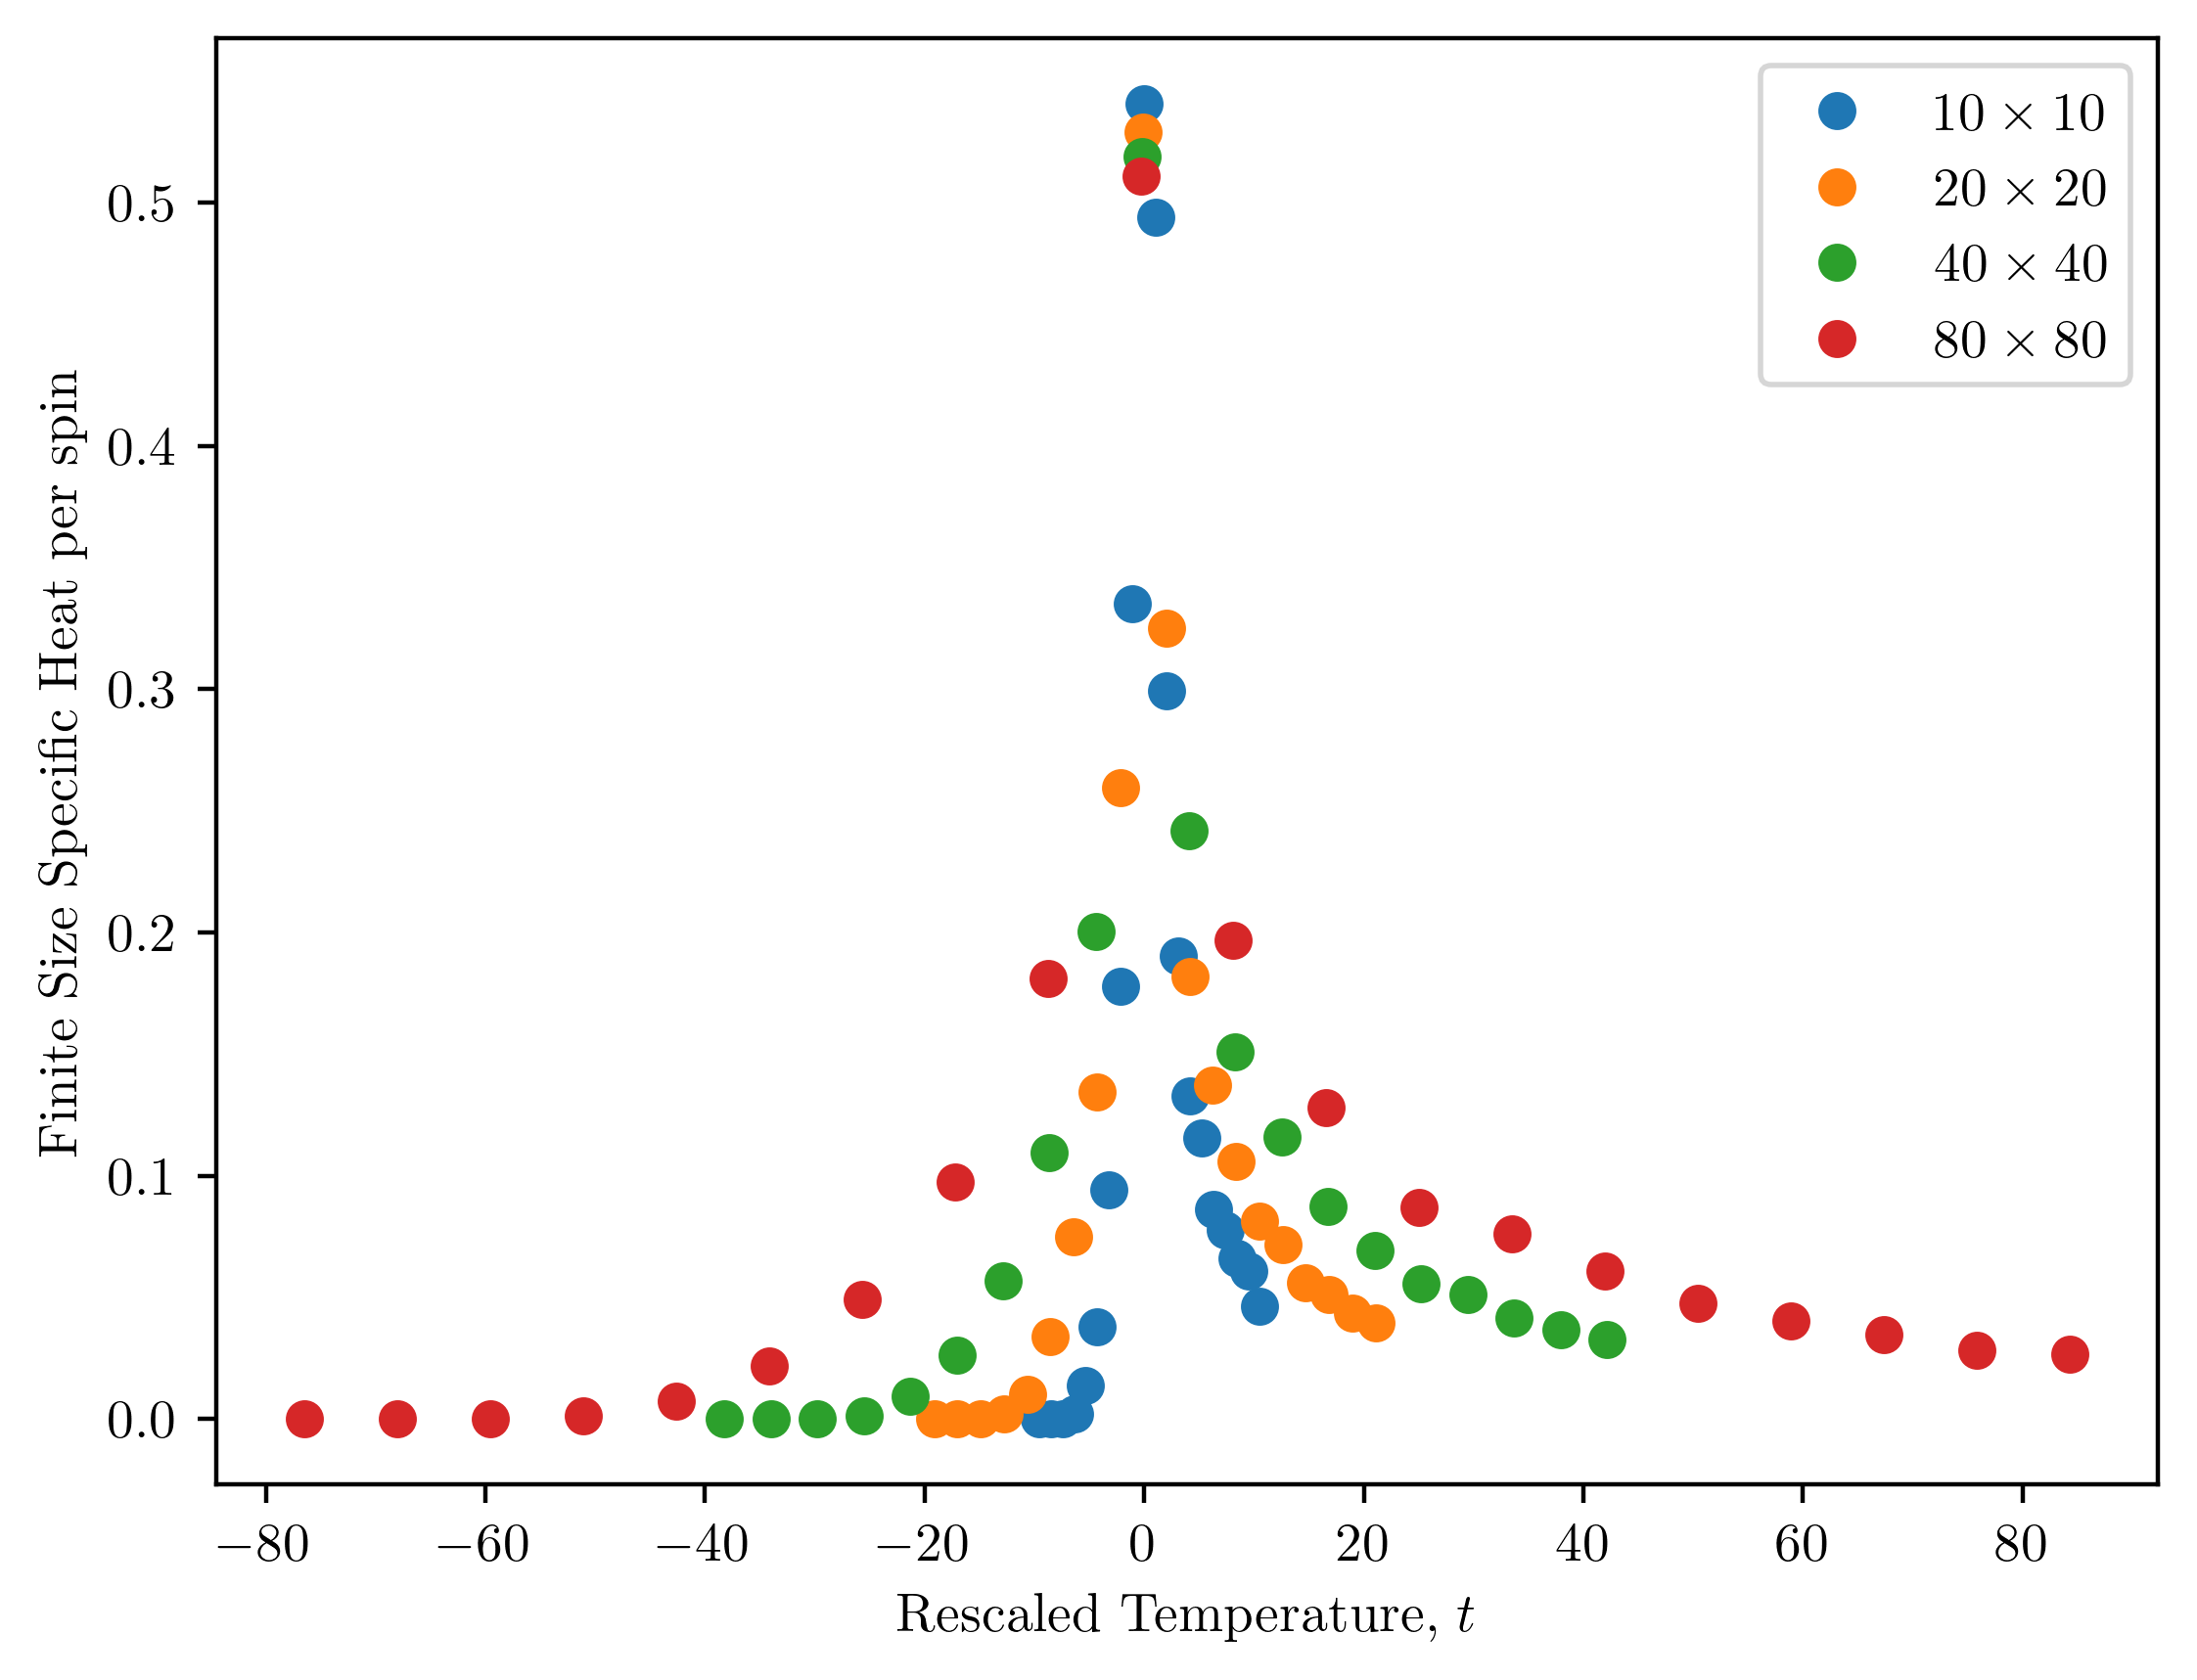 10 × 10
20 × 20
40 × 40
80 × 80
Finite Size Specific Heat per spin
0.5
0.4
0.3
0.2
0.1
0.0
−80 −60 −40 −20 0 20 40 60 80
Rescaled Temperature, t